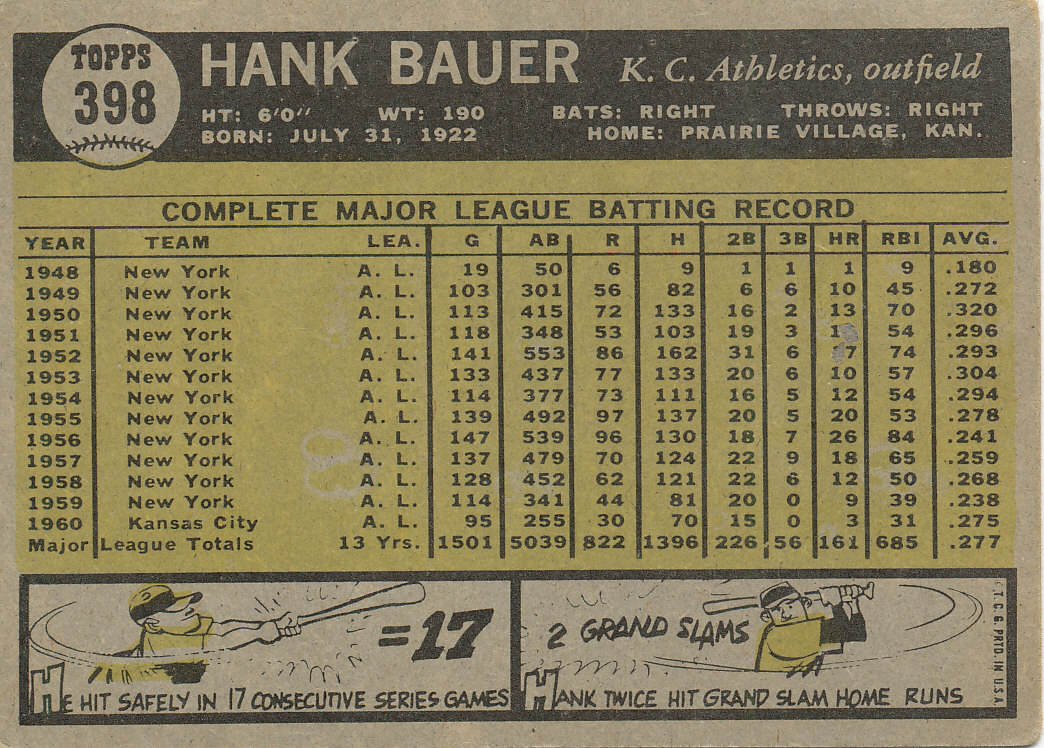 TOPPS
398
HANK BAUER K. C. Athletics, outfield
HT: 6'0" WT: 190 BATS: RIGHT THROWS: RIGHT
BORN: JULY 31, 1922 HOME: PRAIRIE VILLAGE, KAN.
COMPLETE MAJOR LEAGUE BATTING RECORD
YEAR TEAM LEA. G AB R H 2B 3B HR RBI AVG.
1948 New York A. L. 19 50 6 9 1 1 1 9 .180
1949 New York A. L. 103 301 56 82 6 6 10 45 .272
1950 New York A. L. 113 415 72 133 16 2 13 70 .320
1951 New York A. L. 118 348 53 103 19 3 54 .296
1952 New York A. L. 141 553 86 162 31 6 74 .293
1953 New York A. L. 133 437 77 133 20 6 10 57 .304
1954 New York A. L. 114 377 73 111 16 5 12 54 .294
1955 New York A. L. 139 492 97 137 20 5 20 53 .278
1956 New York A. L. 147 539 96 130 18 7 26 84 .241
1957 New York A. L. 137 479 70 124 22 9 18 65 .259
1958 New York A. L. 128 452 62 121 22 6 12 50 .268
1959 New York A. L. 114 341 44 81 20 0 9 39 .238
1960 Kansas City A. L. 95 255 30 70 15 0 3 31 .275
Major League Totals 13 Yrs. 1501 5039 822 1396 226 56 161 685 .277
=17
HE HIT SAFELY IN 17 CONSECUTIVE SERIES GAMES
2 GRAND SLAMS
HANK TWICE HIT GRAND SLAM HOME RUNS
T. C. G. PRTD. IN U.S.A.